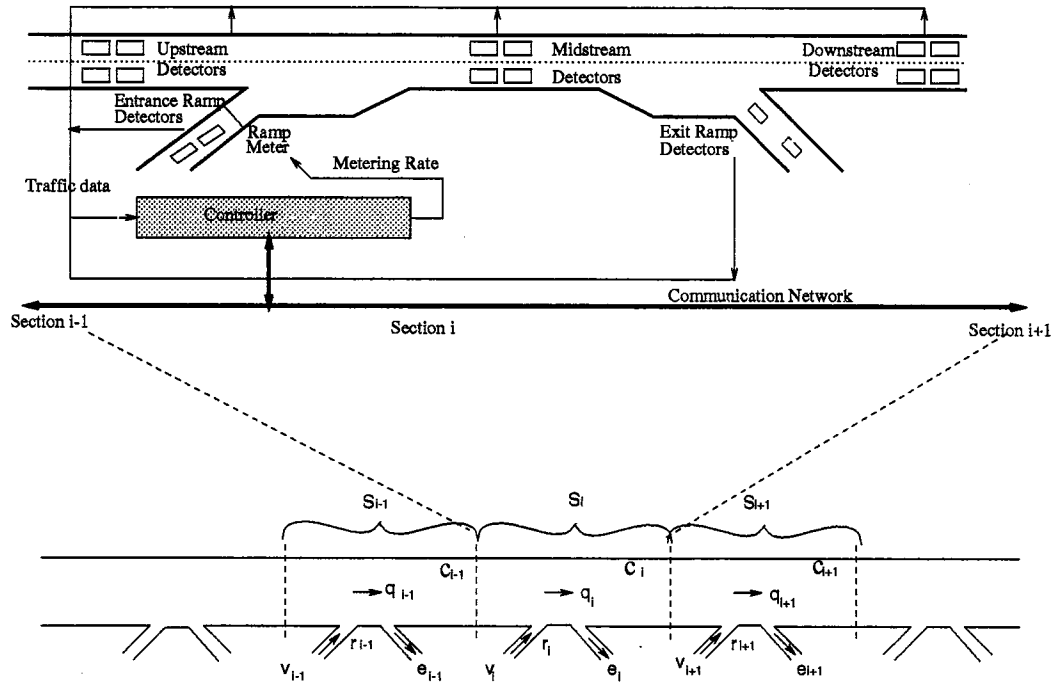 Upstream
Detectors
Midstream
Detectors
Downstream
Detectors
Entrance Ramp
Detectors
Ramp
Meter
Exit Ramp
Detectors
Metering Rate
Traffic data
Controller
Communication Network
Section i-1
Section i
Section i+1
S i-1
S i
S i+1
C i-1
C i
C i+1
q i-1
q i
q i+1
r i-1
r i
r i+1
v i-1
e i-1
v i
e i
v i+1
e i+1